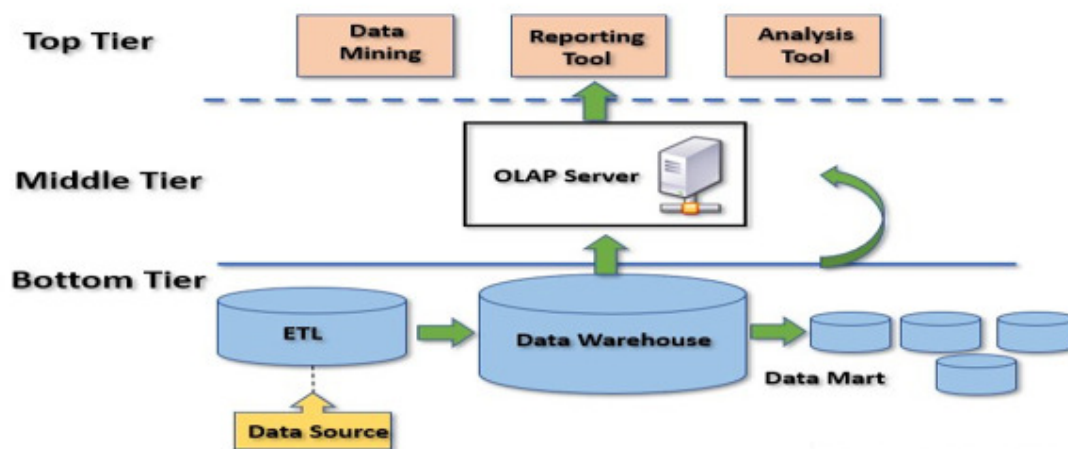 Top Tier
Data
Mining
Reporting
Tool
Analysis
Tool
Middle Tier
OLAP Server
Bottom Tier
ETL
Data Warehouse
Data Mart
Data Source